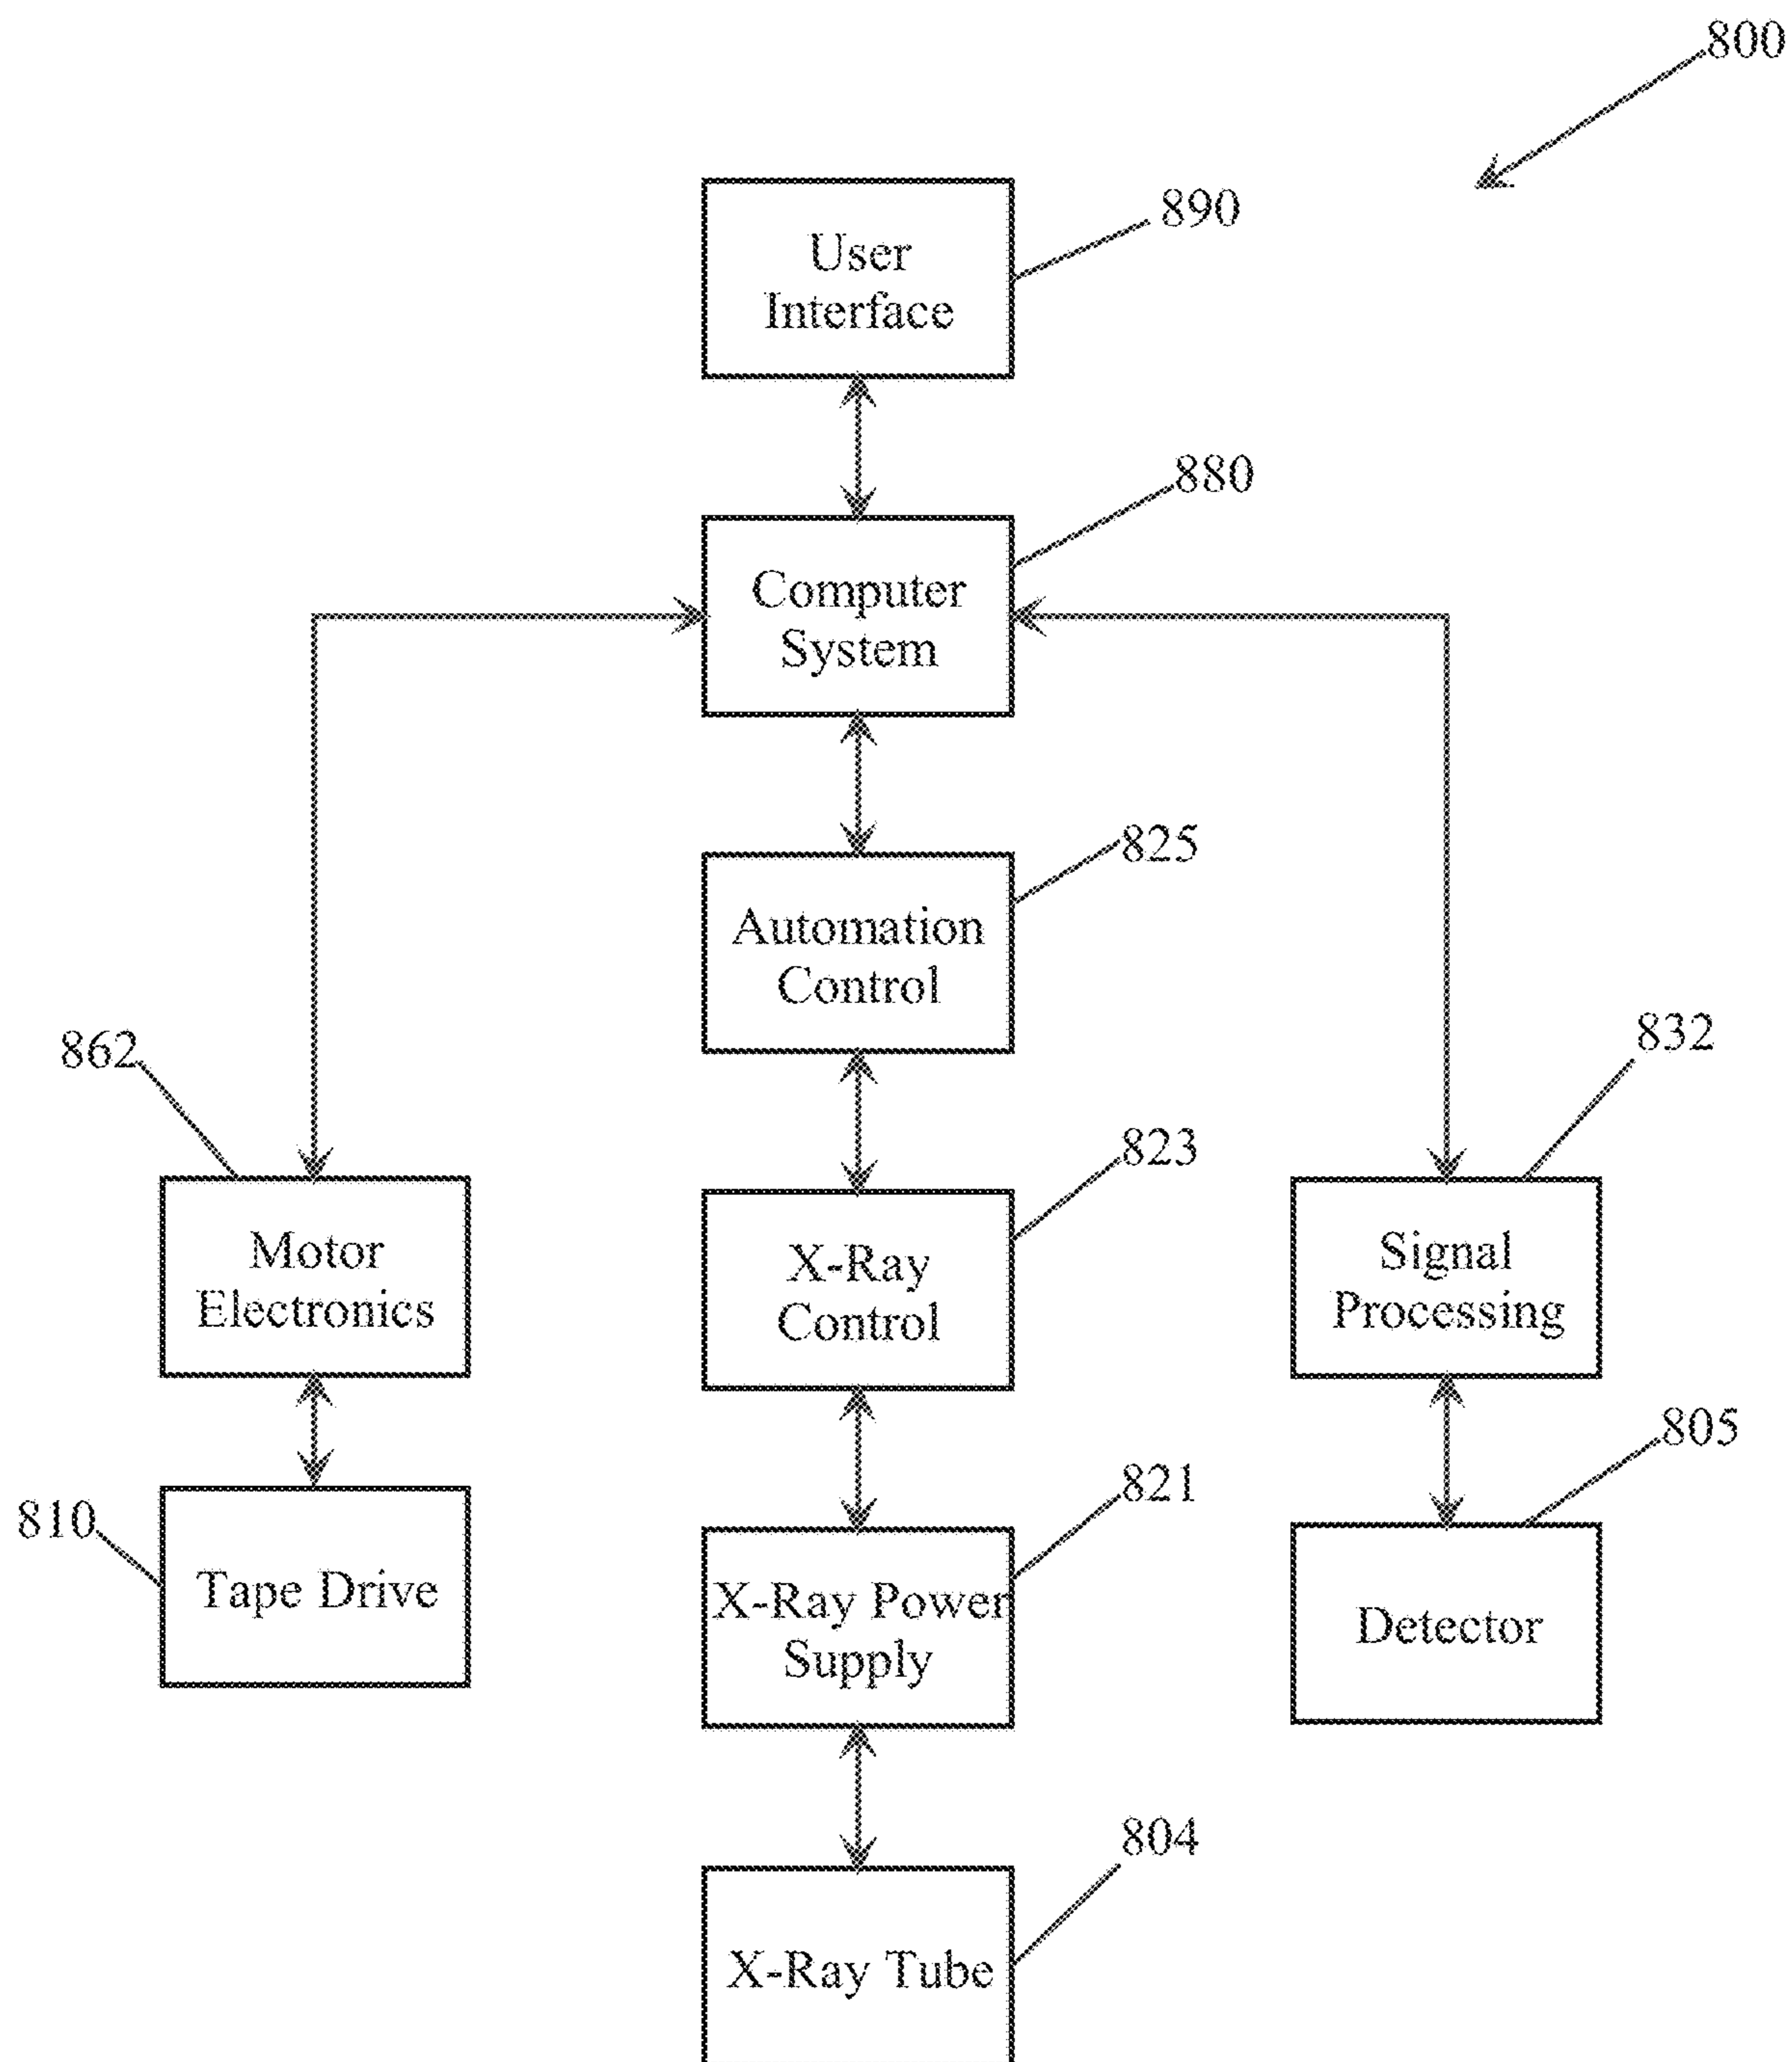 800
890
User
Interface
880
Computer
System
825
Automation
Control
862
832
823
Motor
Electronics
X-Ray
Control
Signal
Processing
805
821
810
Tape Drive
X-Ray Power
Supply
Detector
804
X-Ray Tube